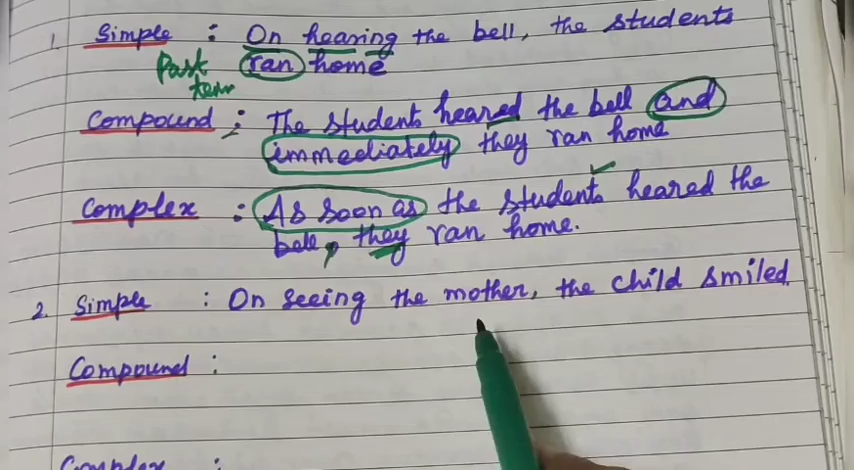 1. Simple : On hearing the bell, the students
Past tem ran home
Compound : The students heared the bell and
immediately they ran home
Complex : As soon as the students heared the
bell, they ran home.
2. Simple : On seeing the mother, the child smiled.
Compound :
Complex :